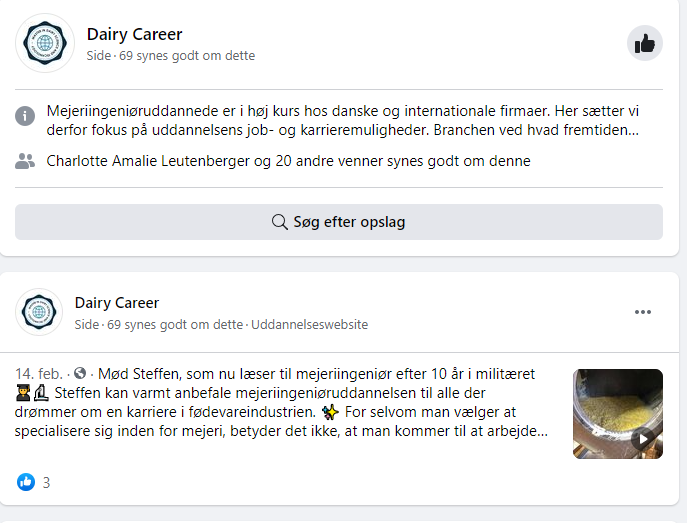 Dairy Career
Side · 69 synes godt om dette
Mejeriingeniøruddannede er i høj kurs hos danske og internationale firmaer. Her sætter vi
derfor fokus på uddannelsens job- og karrieremuligheder. Branchen ved hvad fremtiden...
Charlotte Amalie Leutenberger og 20 andre venner synes godt om denne
Søg efter opslag
Dairy Career
Side · 69 synes godt om dette · Uddannelseswebsite
14. feb. · · Mød Steffen, som nu læser til mejeriingeniør efter 10 år i militæret
Steffen kan varmt anbefale mejeriingeniøruddannelsen til alle der
drømmer om en karriere i fødevareindustrien. ✨ For selvom man vælger at
specialisere sig inden for mejeri, betyder det ikke, at man kommer til at arbejde...
3